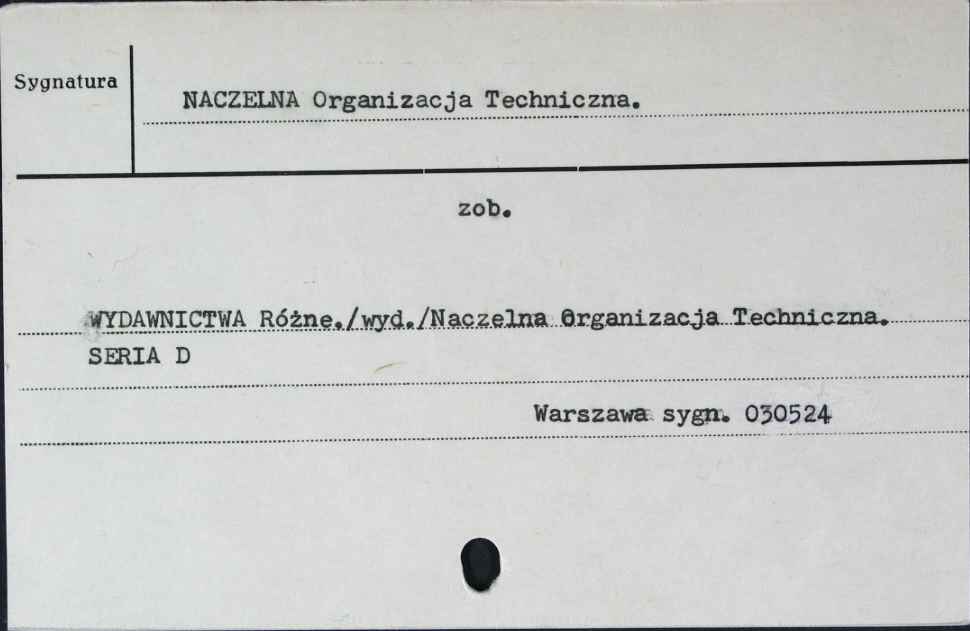 Sygnatura
NACZELNA Organizacja Techniczna.
zob.
WYDAWNICTWA Różne./wyd./Naczelna Organizacja Techniczna.
SERIA D
Warszawa sygn. 030524